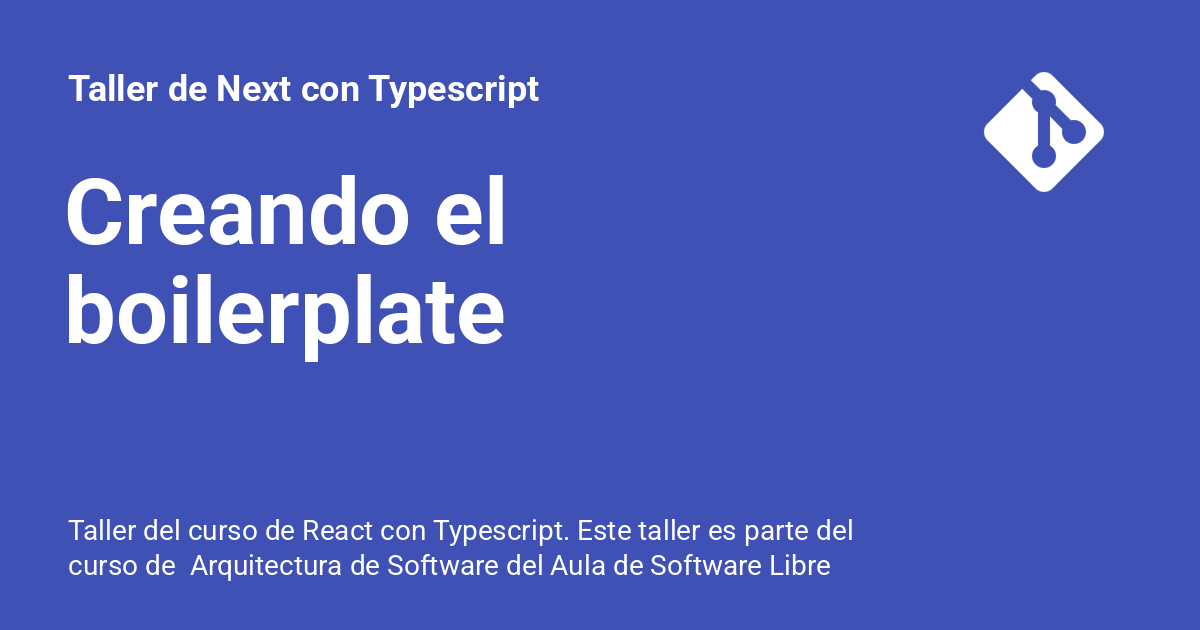 Taller de Next con Typescript
Creando el
boilerplate
Taller del curso de React con Typescript. Este taller es parte del
curso de  Arquitectura de Software del Aula de Software Libre